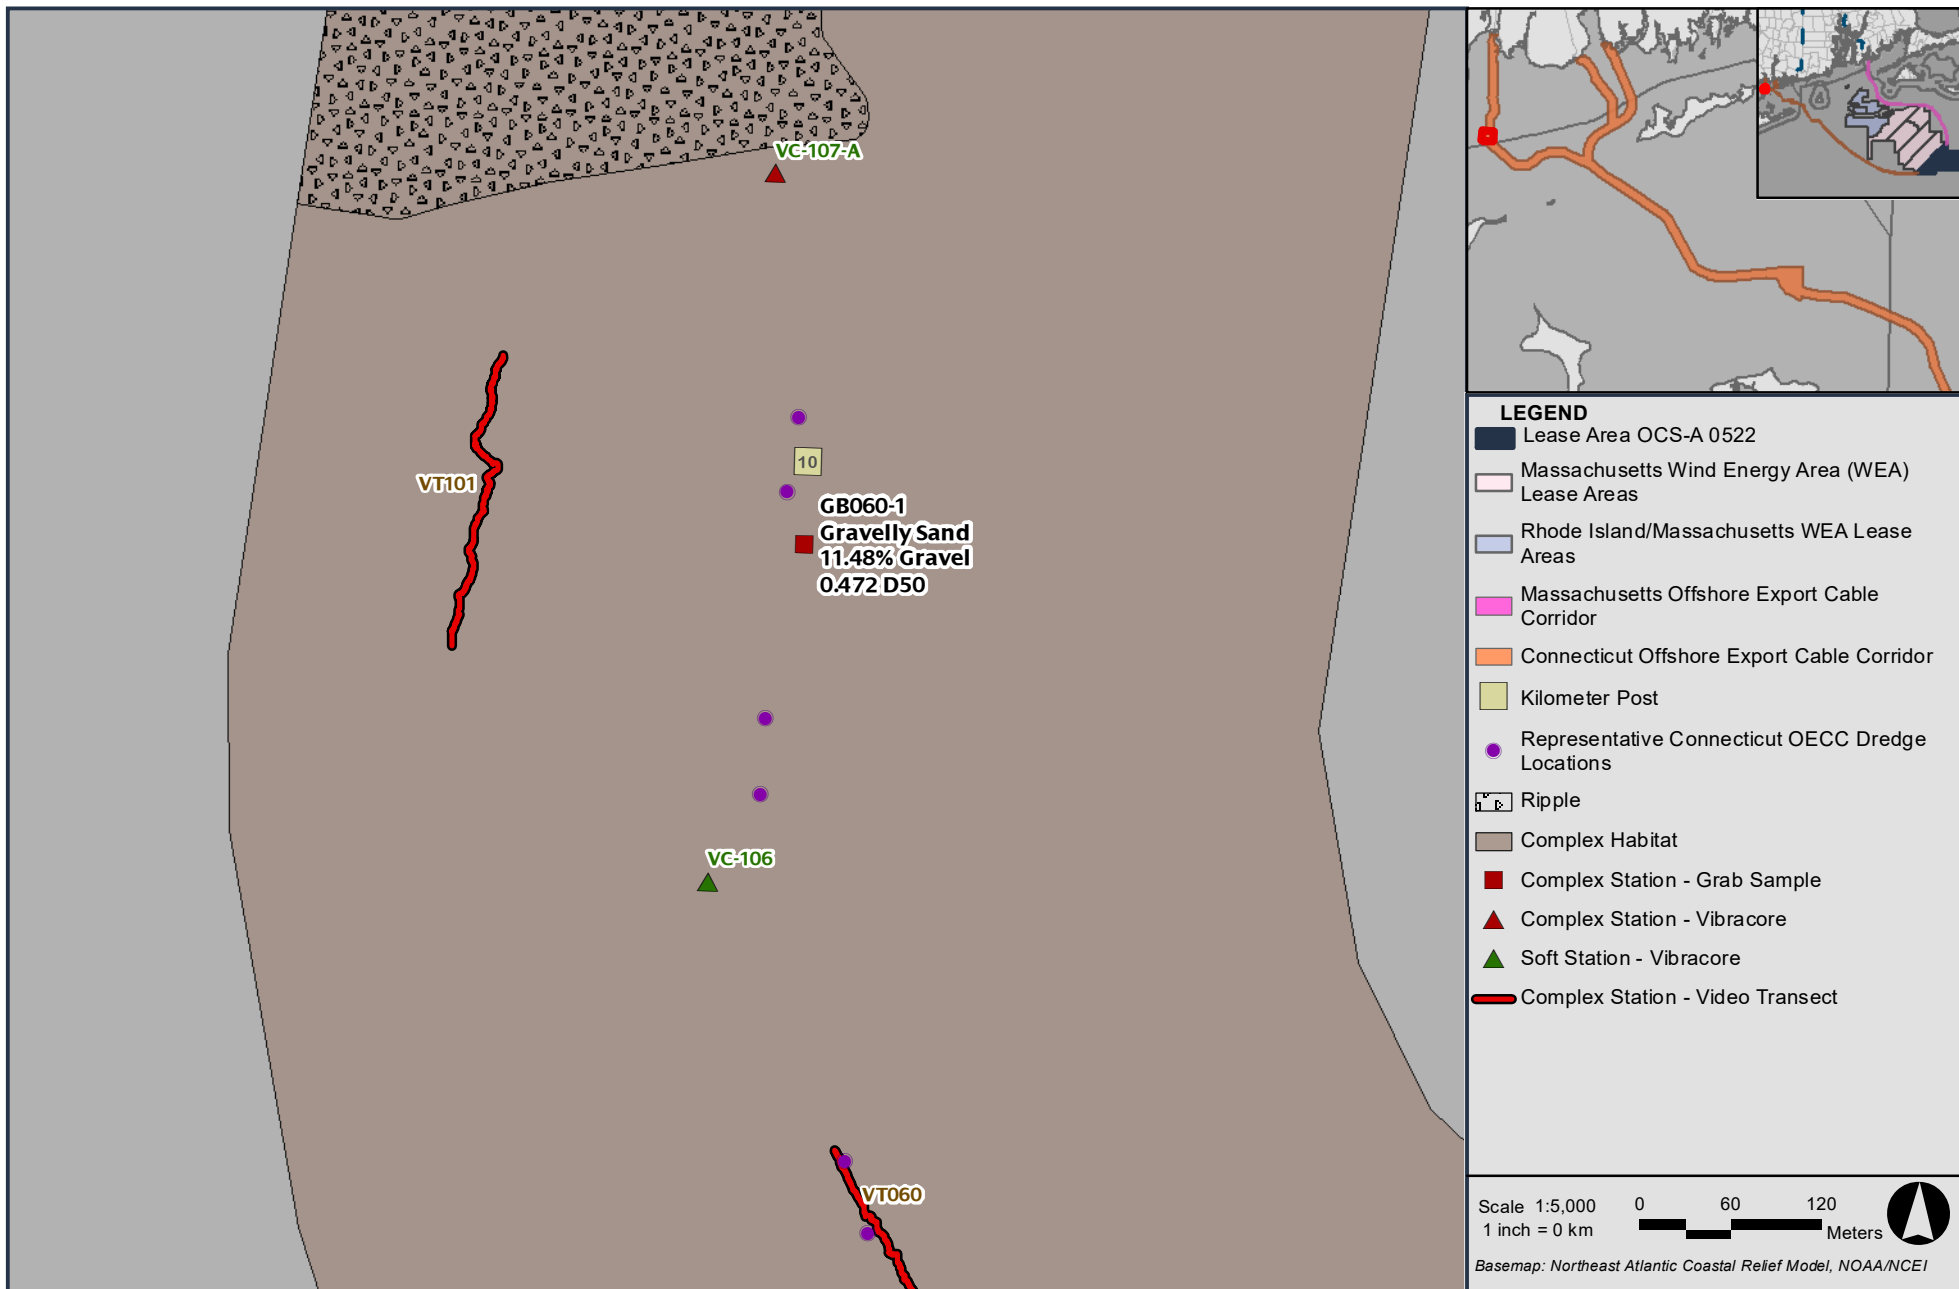 VC-107-A
VT101
10
GB060-1
Gravelly Sand
11.48% Gravel
0.472 D50
VC-106
VT060
LEGEND
Lease Area OCS-A 0522
Massachusetts Wind Energy Area (WEA)
Lease Areas
Rhode Island/Massachusetts WEA Lease
Areas
Massachusetts Offshore Export Cable
Corridor
Connecticut Offshore Export Cable Corridor
Kilometer Post
Representative Connecticut OECC Dredge
Locations
Ripple
Complex Habitat
Complex Station - Grab Sample
Complex Station - Vibracore
Soft Station - Vibracore
Complex Station - Video Transect
Scale 1:5,000
1 inch = 0 km
0 60 120
Meters
Basemap: Northeast Atlantic Coastal Relief Model, NOAA/NCEI